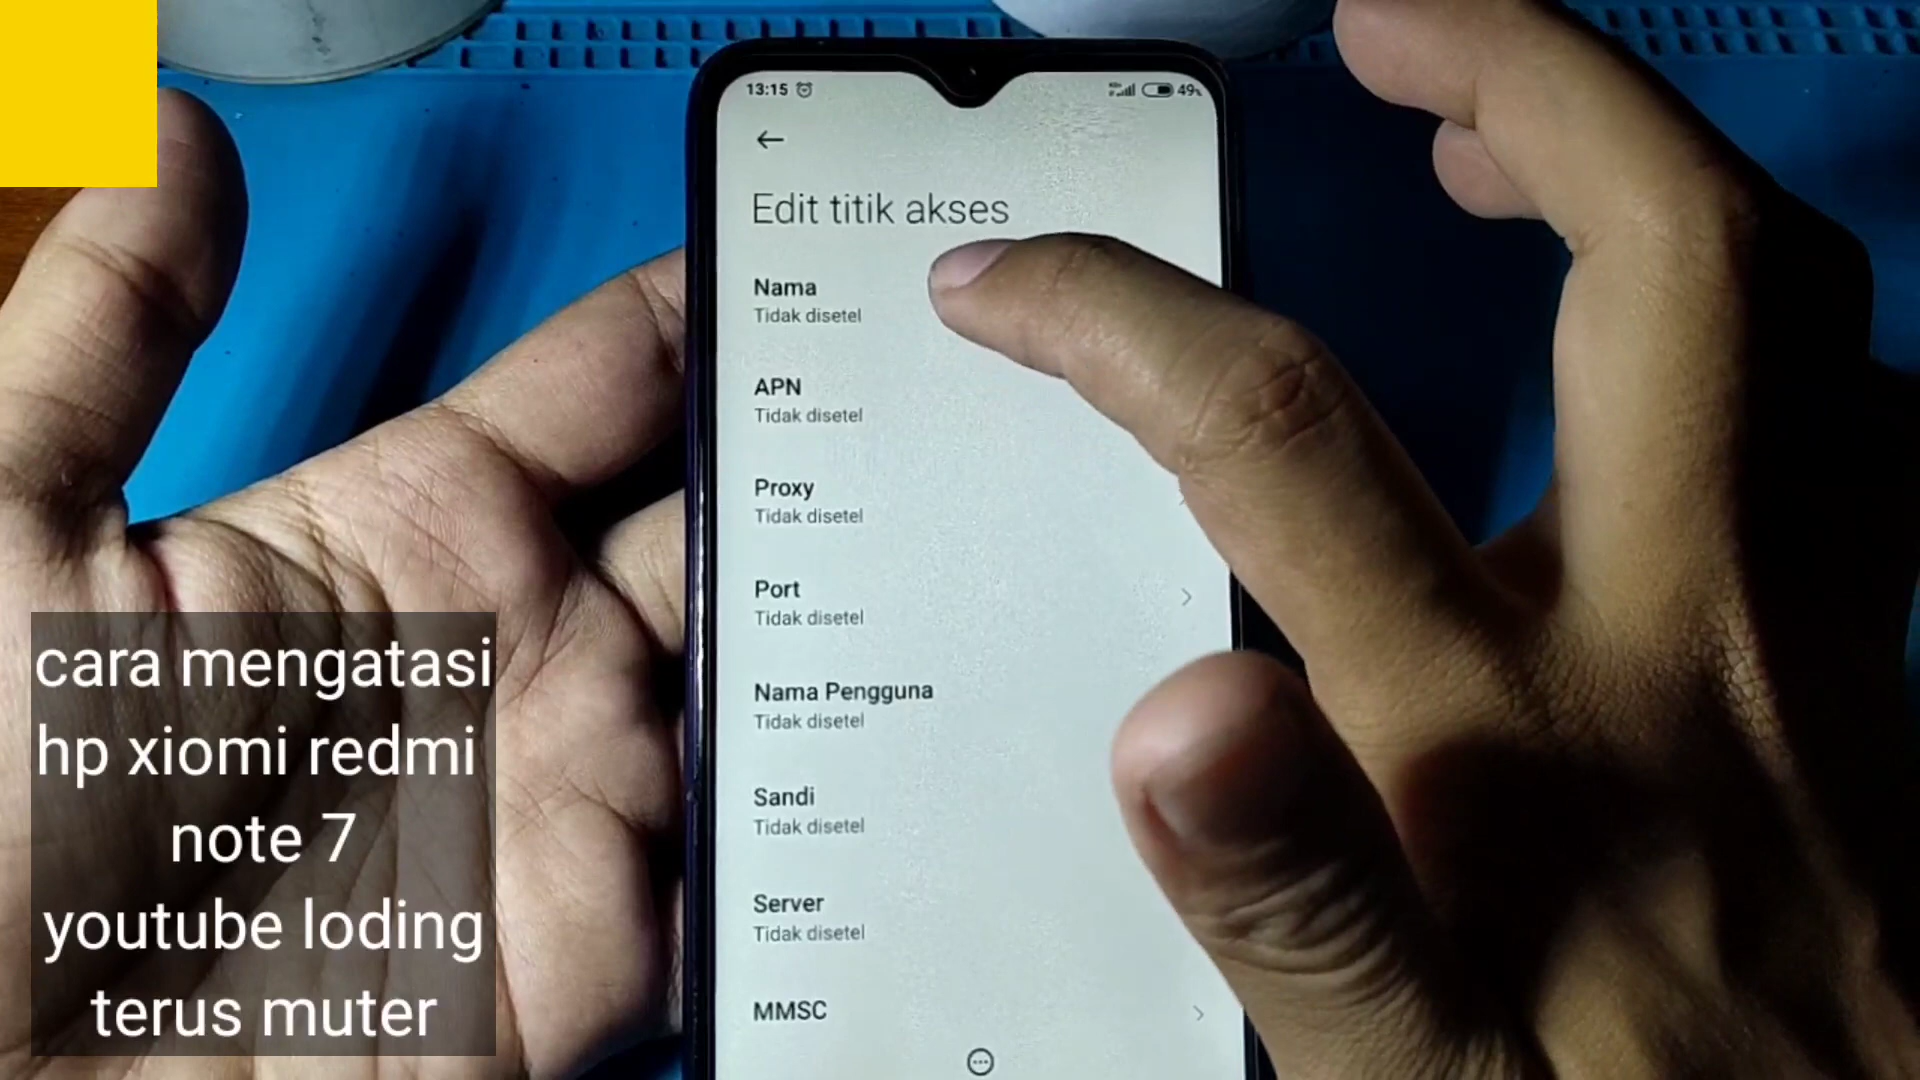 13:15
49%
Edit titik akses
Nama
Tidak disetel
APN
Tidak disetel
Proxy
Tidak disetel
Port
Tidak disetel
Nama Pengguna
Tidak disetel
Sandi
Tidak disetel
Server
Tidak disetel
MMSC
cara mengatasi
hp xiomi redmi
note 7
youtube loding
terus muter